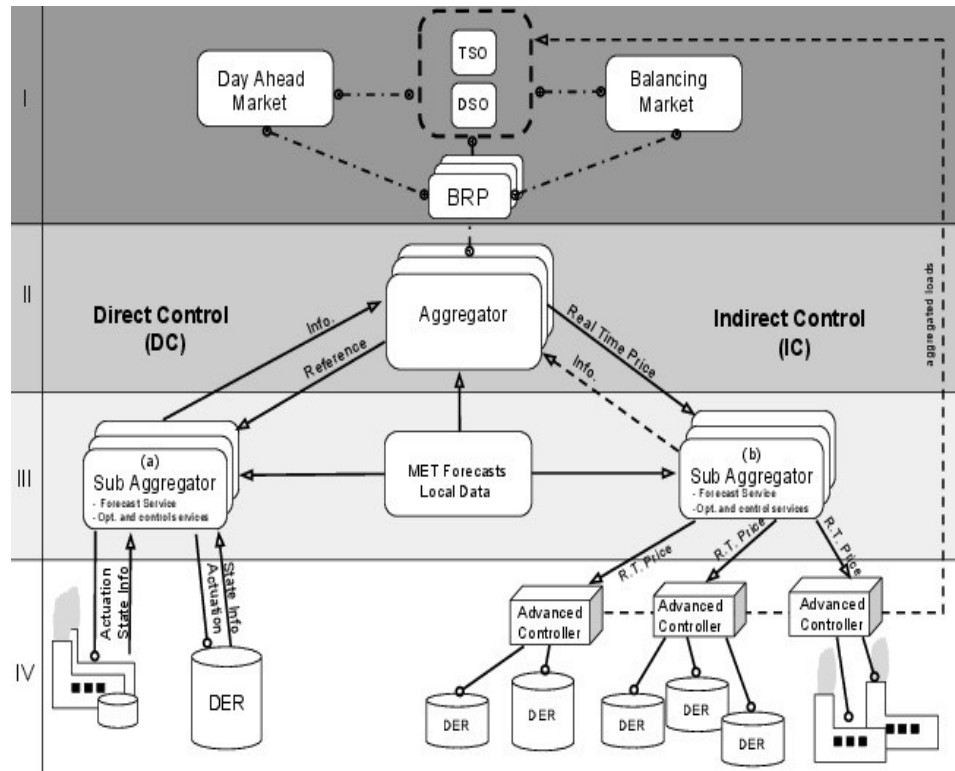 I
TSO
DSO
Day Ahead
Market
Balancing
Market
BRP
II
Direct Control
(DC)
Info.
Reference
Aggregator
Real Time Price
Info.
Indirect Control
(IC)
aggregated load
III
(a)
Sub Aggregator
- Forecast Service
- Opt. and control services
MET Forecasts
Local Data
(b)
Sub Aggregator
- Forecast Service
- Opt. and control services
R.T. Price
R.T. Price
R.T. Price
IV
Actuation
State Info
State Info
Actuation
DER
Advanced
Controller
Advanced
Controller
Advanced
Controller
DER
DER
DER
DER
DER